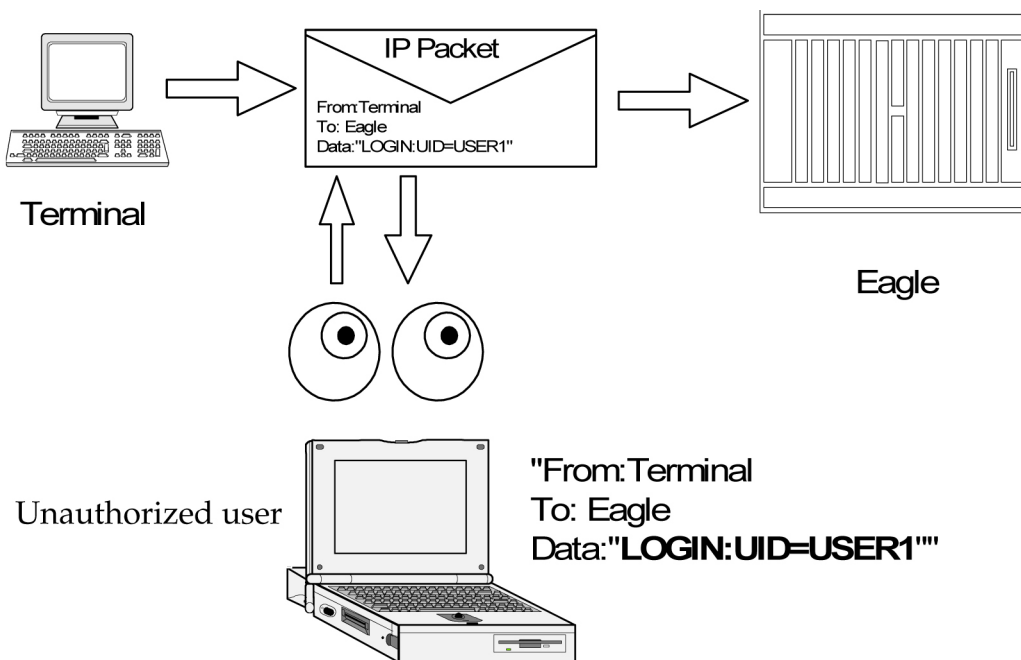 IP Packet
From:Terminal
To: Eagle
Data:"LOGIN:UID=USER1"
Terminal
Eagle
Unauthorized user
"From:Terminal
To: Eagle
Data:"LOGIN:UID=USER1""